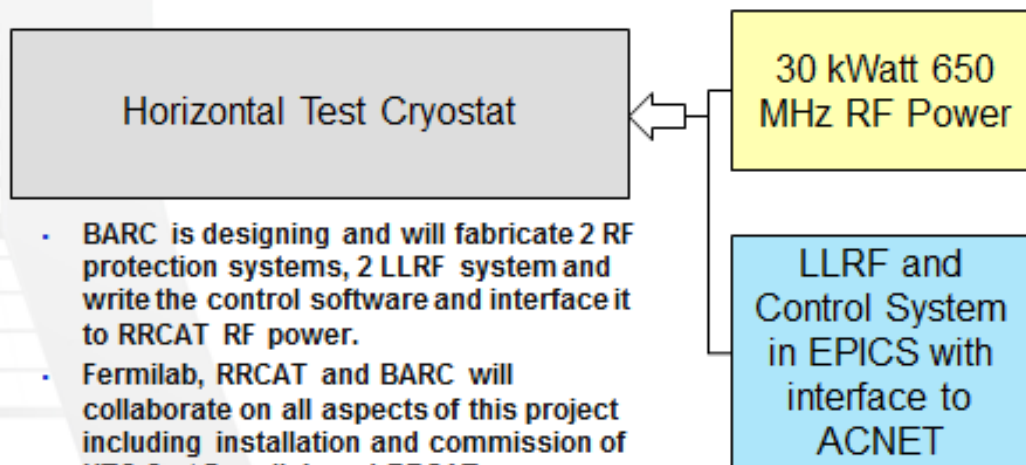 Horizontal Test Cryostat
30 kWatt 650
MHz RF Power
BARC is designing and will fabricate 2 RF
protection systems, 2 LLRF system and
write the control software and interface it
to RRCAT RF power.
Fermilab, RRCAT and BARC will
collaborate on all aspects of this project
including installation and commission of
LLRF and
Control System
in EPICS with
interface to
ACNET